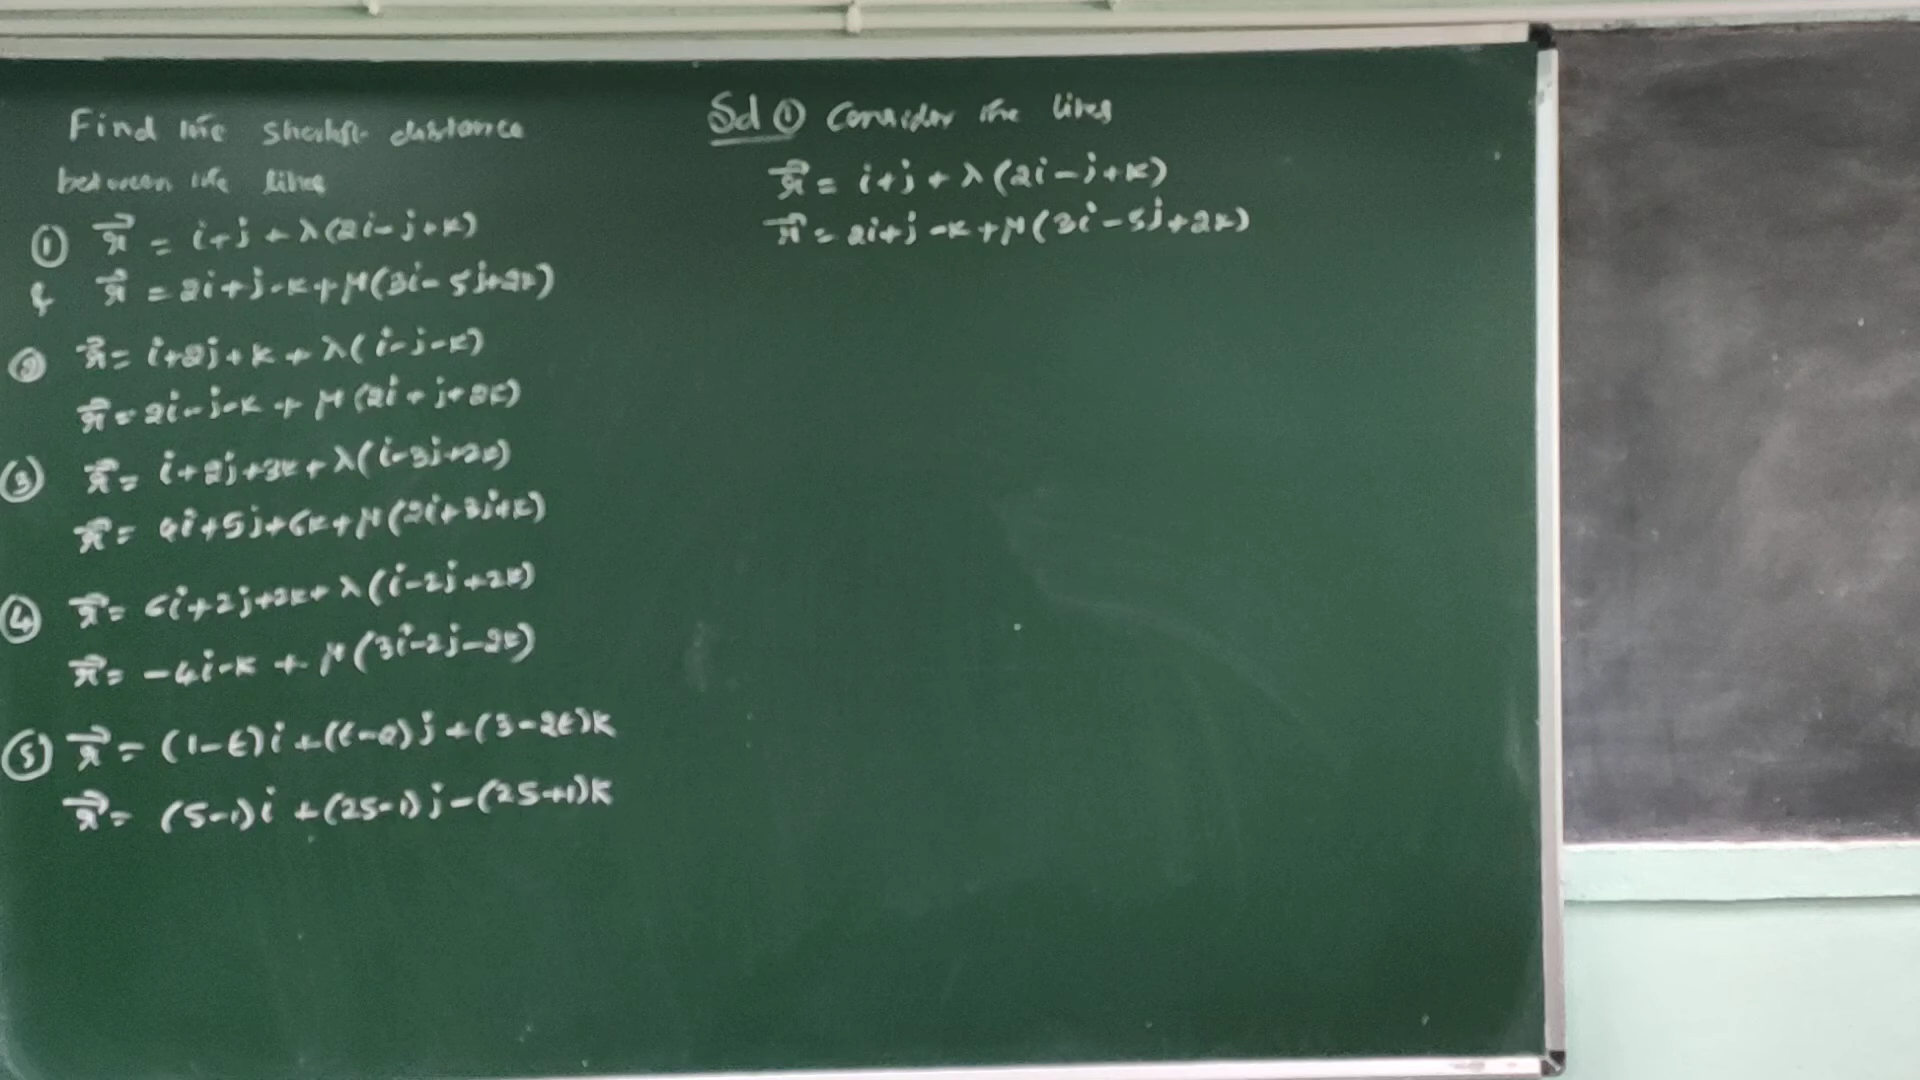 Find the shortest distance
between the lines
① r⃗ = i+j+λ(2i-j+k)
& r⃗ = 2i+j-k+μ(3i-5j+2k)
② r⃗ = i+2j+k+λ(i-j-k)
r⃗ = 2i-j-k+μ(2i+j+2k)
③ r⃗ = i+2j+3k+λ(i-3j+2k)
r⃗ = 4i+5j+6k+μ(2i+3j+k)
④ r⃗ = 6i+2j+2k+λ(i-2j+2k)
r⃗ = -4i-k+μ(3i-2j-2k)
⑤ r⃗ = (1-t)i+(t-2)j+(3-2t)k
r⃗ = (s-1)i+(2s-1)j-(2s+1)k
Sol ① Consider the lines
r⃗ = i+j+λ(2i-j+k)
r⃗ = 2i+j-k+μ(3i-5j+2k)